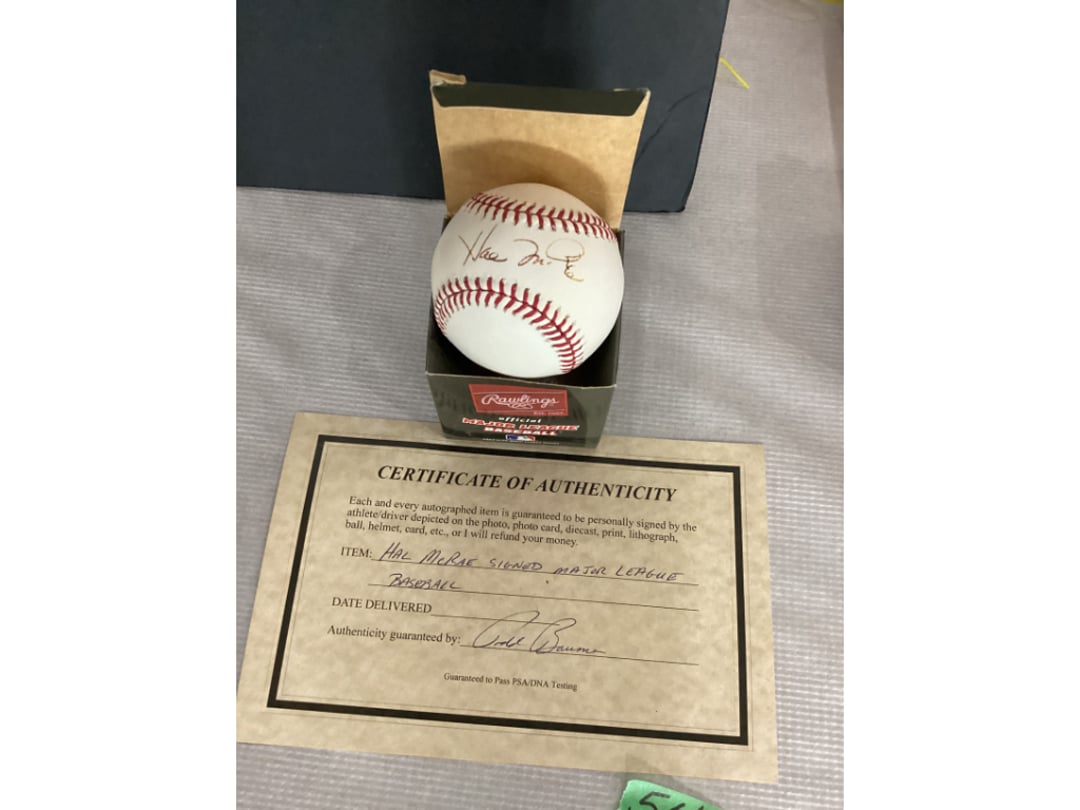 Hal McRae
Rawlings
EST. 1887
official
MAJOR LEAGUE
BASEBALL
CERTIFICATE OF AUTHENTICITY
Each and every autographed item is guaranteed to be personally signed by the
athlete/driver depicted on the photo, photo card, diecast, print, lithograph,
ball, helmet, card, etc., or I will refund your money.
ITEM: HAL McRAE SIGNED MAJOR LEAGUE
BASEBALL
DATE DELIVERED
Authenticity guaranteed by:
Guaranteed to Pass PSA/DNA Testing